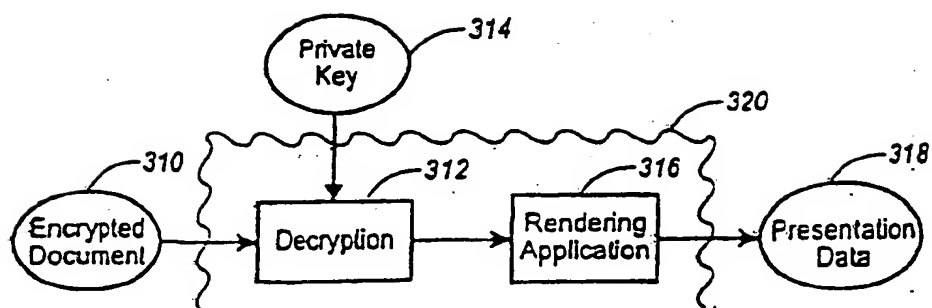 Private
Key
314
320
310
312
316
318
Encrypted
Document
Decryption
Rendering
Application
Presentation
Data